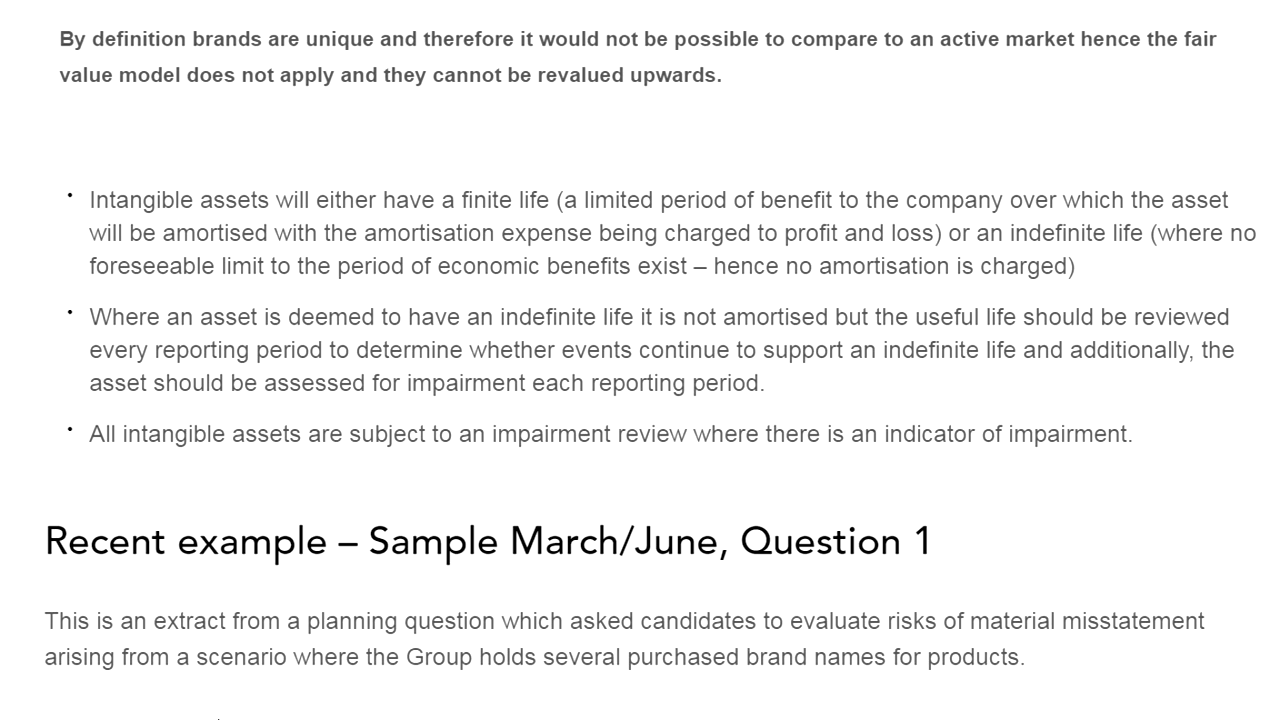 By definition brands are unique and therefore it would not be possible to compare to an active market hence the fair
value model does not apply and they cannot be revalued upwards.
• Intangible assets will either have a finite life (a limited period of benefit to the company over which the asset
will be amortised with the amortisation expense being charged to profit and loss) or an indefinite life (where no
foreseeable limit to the period of economic benefits exist – hence no amortisation is charged)
• Where an asset is deemed to have an indefinite life it is not amortised but the useful life should be reviewed
every reporting period to determine whether events continue to support an indefinite life and additionally, the
asset should be assessed for impairment each reporting period.
• All intangible assets are subject to an impairment review where there is an indicator of impairment.
Recent example – Sample March/June, Question 1
This is an extract from a planning question which asked candidates to evaluate risks of material misstatement
arising from a scenario where the Group holds several purchased brand names for products.